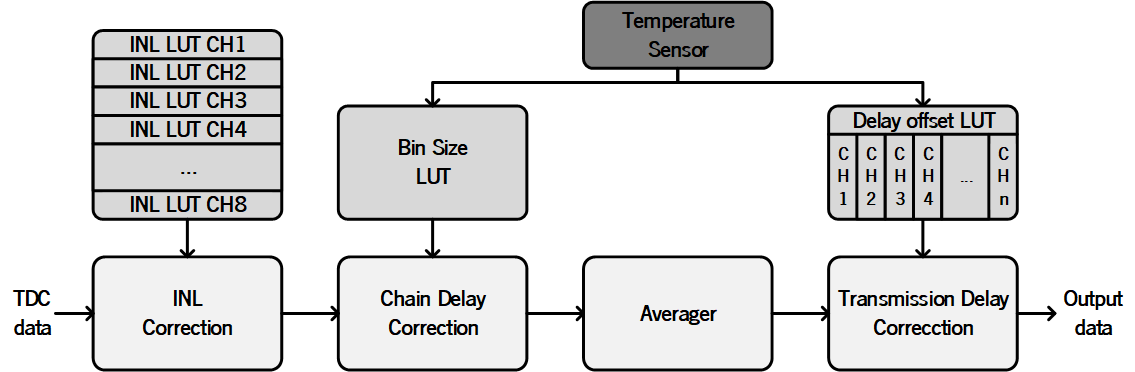 Temperature
Sensor
INL LUT CH1
INL LUT CH2
INL LUT CH3
INL LUT CH4
...
INL LUT CH8
Bin Size
LUT
Delay offset LUT
CH1
CH2
CH3
CH4
...
CHn
TDC
data
INL
Correction
Chain Delay
Correction
Averager
Transmission Delay
Correcction
Output
data